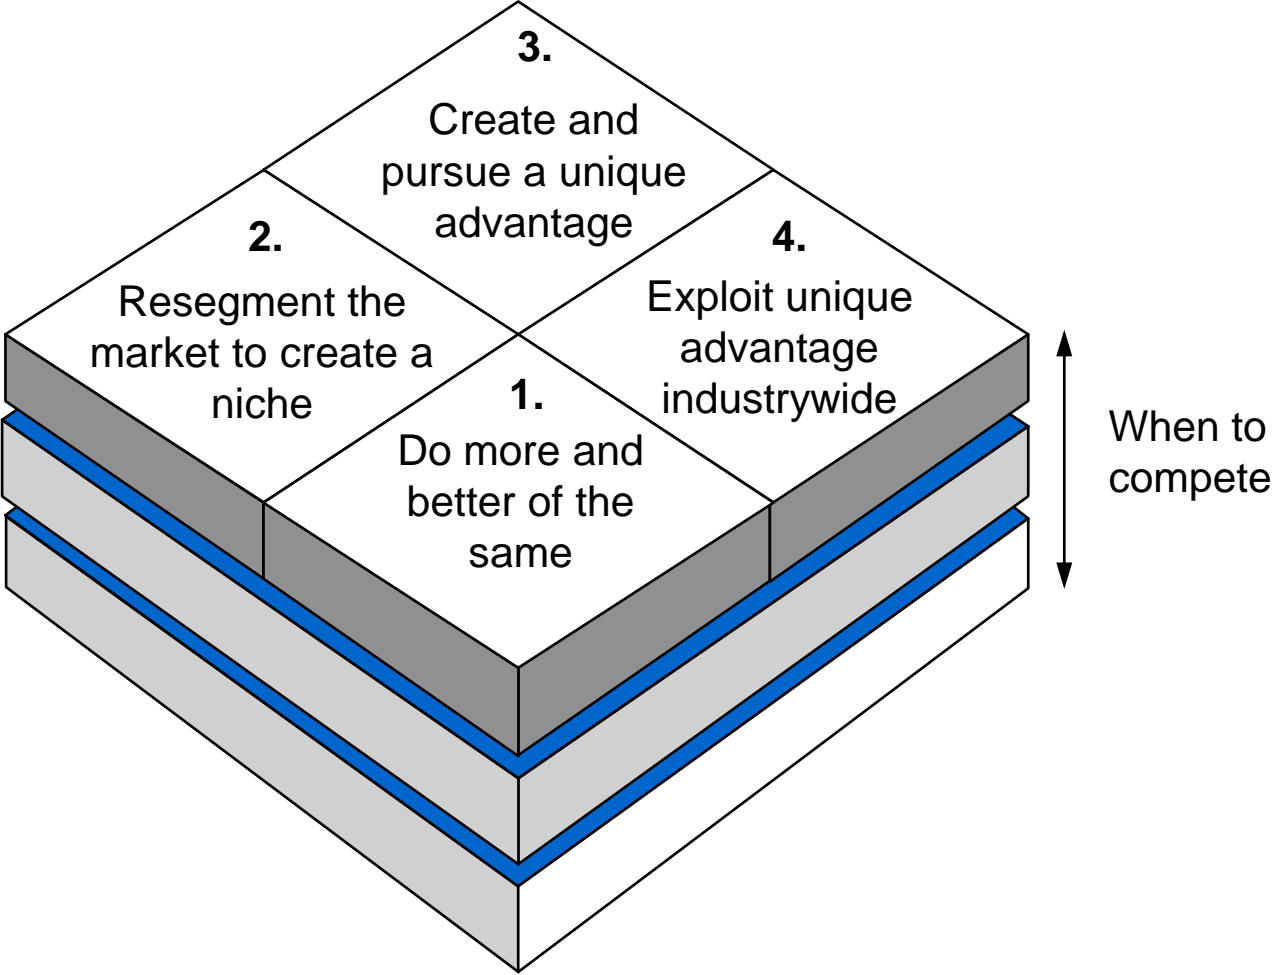 3.
Create and
pursue a unique
advantage
2.
Resegment the
market to create a
niche
4.
Exploit unique
advantage
industrywide
1.
Do more and
better of the
same
When to
compete